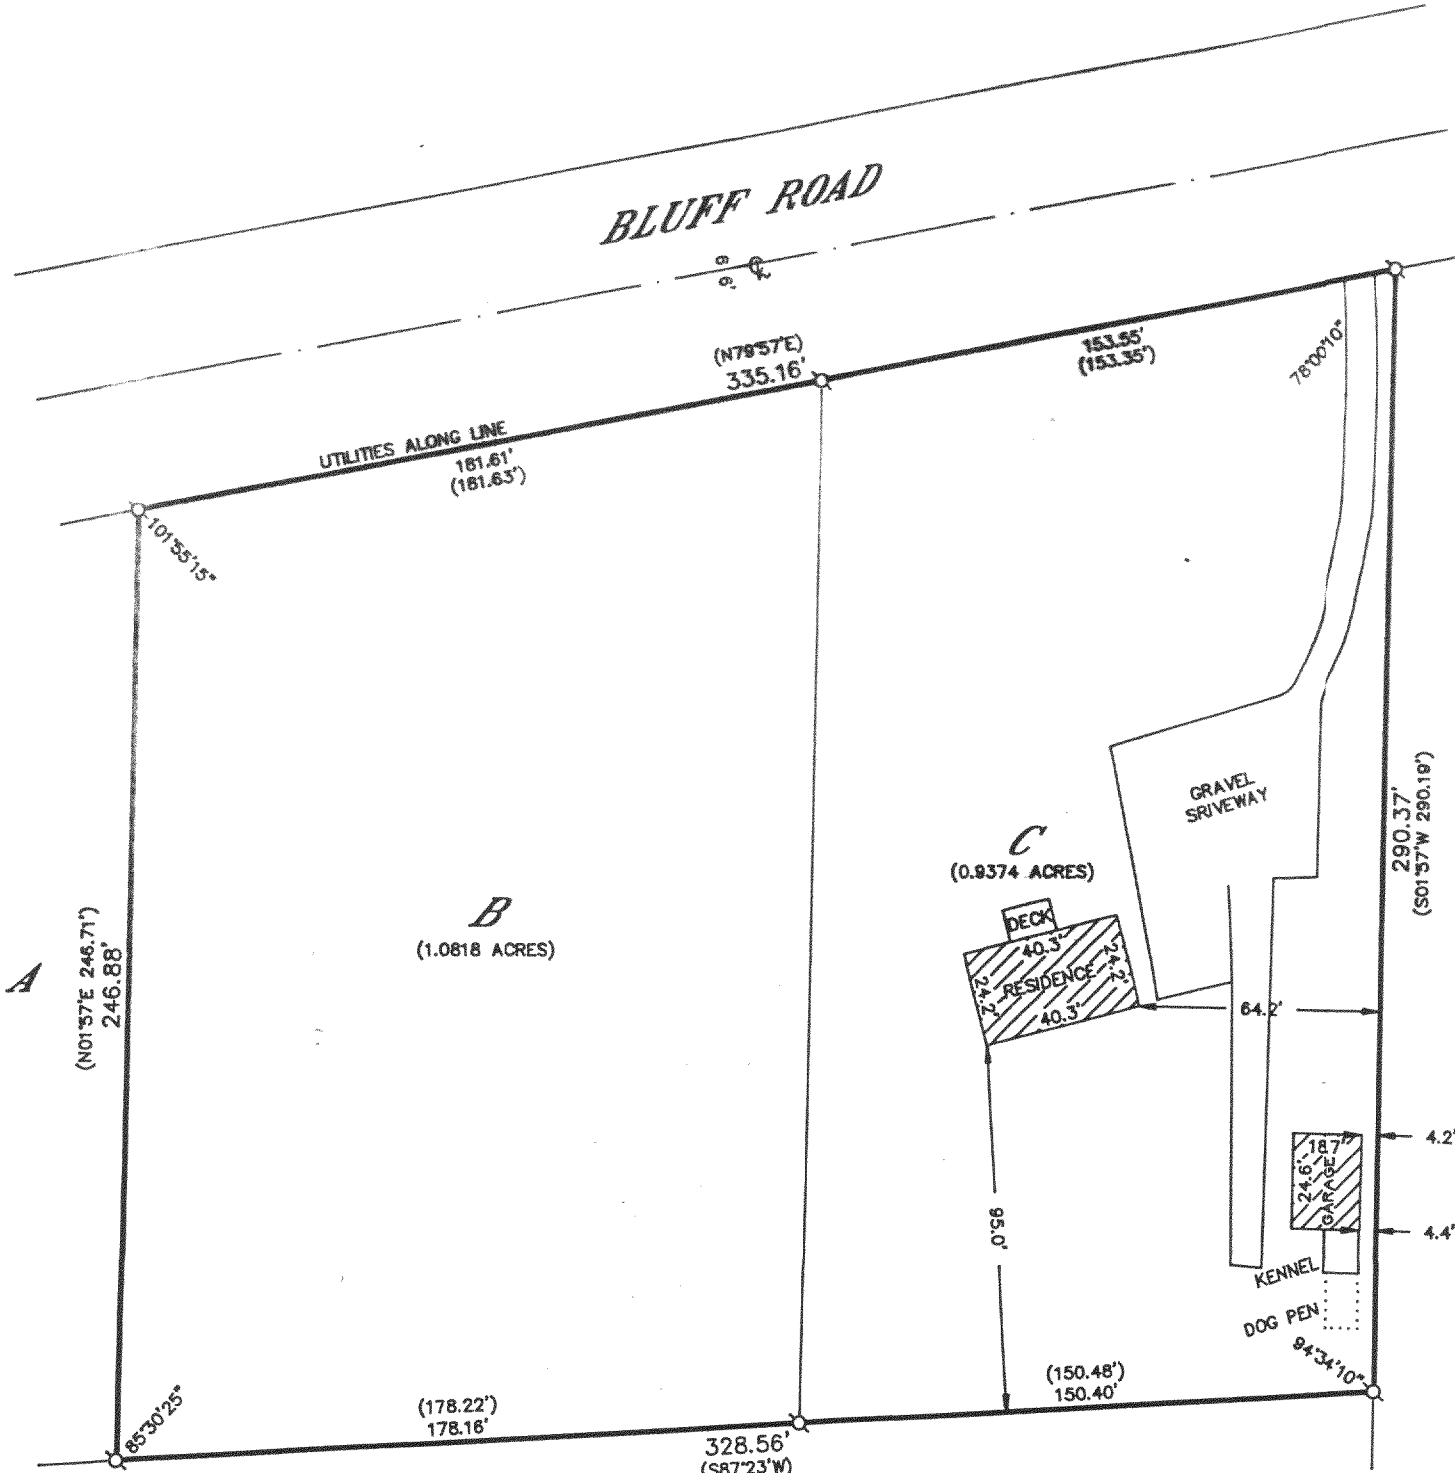 BLUFF ROAD
66'
(N79°57'E)
335.16'
153.55'
(153.35')
78°00'10"
UTILITIES ALONG LINE
181.61'
(181.63')
101°55'15"
GRAVEL
SRIVEWAY
290.37'
(S01°57'W 290.19')
C
(0.9374 ACRES)
B
(1.0818 ACRES)
A
(N01°57'E 246.71')
246.88'
DECK
40.3'
24.2'
RESIDENCE
24.2'
40.3'
64.2'
4.2'
18.7'
24.6'
GARAGE
95.0'
4.4'
KENNEL
DOG PEN
94°34'10"
(150.48')
150.40'
85°30'25"
(178.22')
178.16'
328.56'
(S87°23'W)